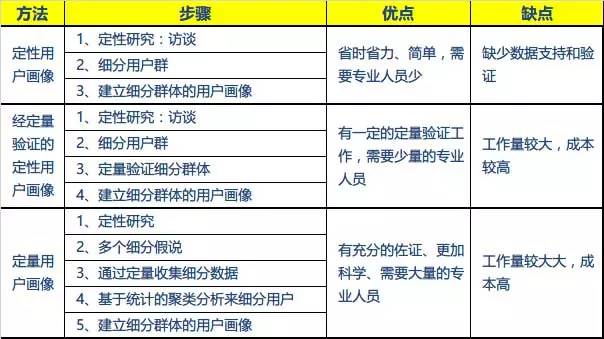 方法 步骤 优点 缺点
定性用
户画像
1、定性研究：访谈
2、细分用户群
3、建立细分群体的用户画像
省时省力、简单，需
要专业人员少
缺少数据支持和验
证
经定量
验证的
定性用
户画像
1、定性研究：访谈
2、细分用户群
3、定量验证细分群体
4、建立细分群体的用户画像
有一定的定量验证工
作，需要少量的专业
人员
工作量较大，成本
较高
定量用
户画像
1、定性研究
2、多个细分假说
3、通过定量收集细分数据
4、基于统计的聚类分析来细分用户
5、建立细分群体的用户画像
有充分的佐证、更加
科学、需要大量的专
业人员
工作量较大大，成
本高